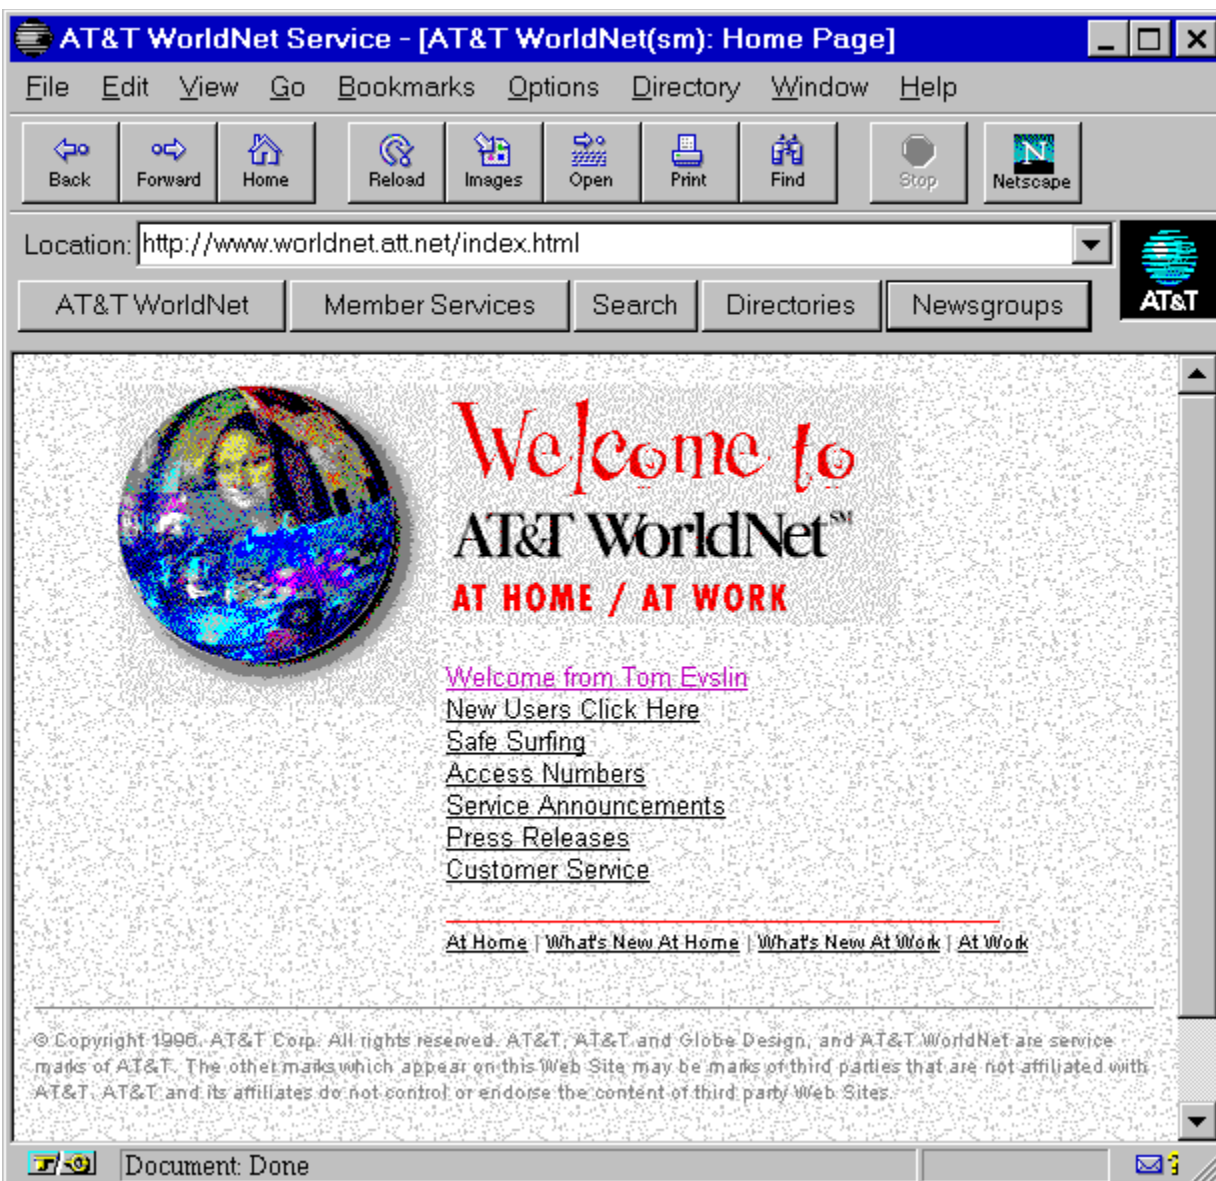 AT&T WorldNet Service - [AT&T WorldNet(sm): Home Page]
File Edit View Go Bookmarks Options Directory Window Help
Back Forward Home Reload Images Open Print Find Stop Netscape
N
Location: http://www.worldnet.att.net/index.html
AT&T
AT&T WorldNet Member Services Search Directories Newsgroups
Welcome to
AT&T WorldNet SM
AT HOME / AT WORK
Welcome from Tom Evslin
New Users Click Here
Safe Surfing
Access Numbers
Service Announcements
Press Releases
Customer Service
At Home | What's New At Home | What's New At Work | At Work
© Copyright 1996. AT&T Corp. All rights reserved. AT&T, AT&T and Globe Design, and AT&T WorldNet are service
marks of AT&T. The other marks which appear on this Web Site may be marks of third parties that are not affiliated with
AT&T. AT&T and its affiliates do not control or endorse the content of third party Web Sites.
Document: Done